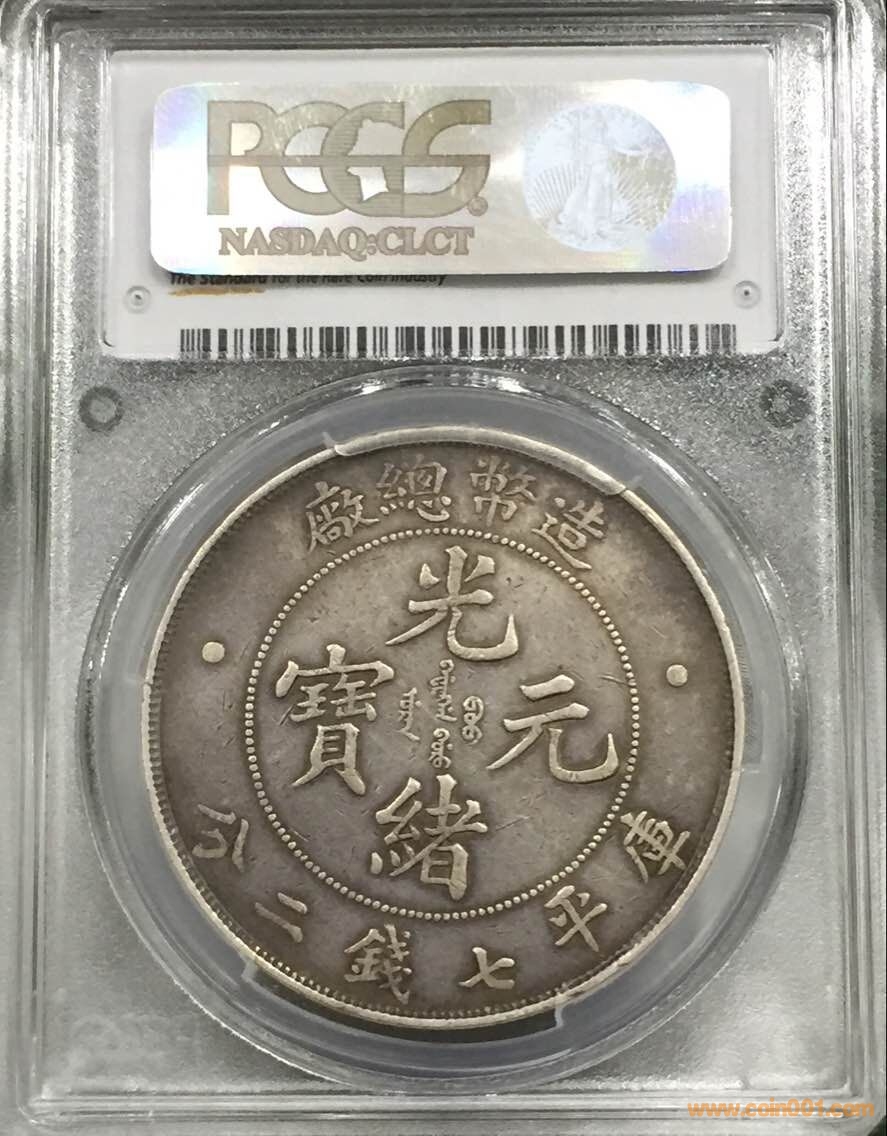 PCGS®
NASDAQ:CLCT
The Standard for the Rare Coin Industry
造幣總廠
光緒元寶
庫平七錢二分
www.coin001.com